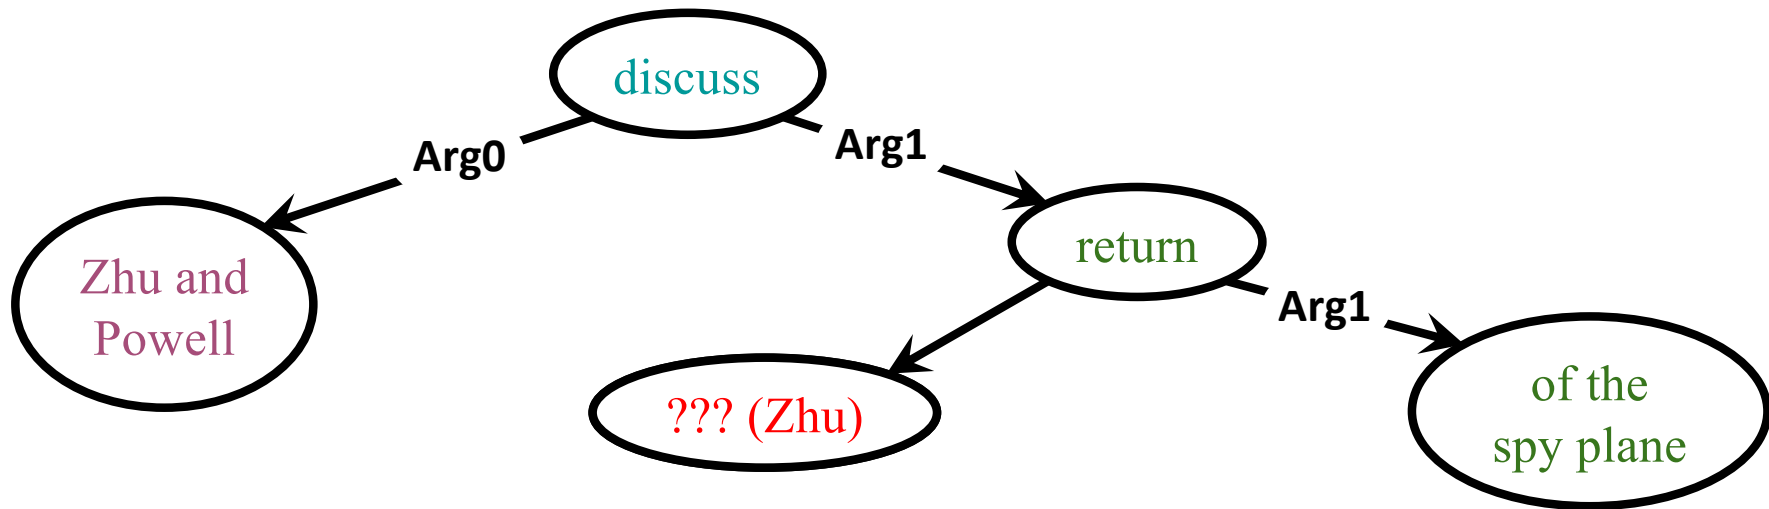 discuss
Arg0
Arg1
Zhu and
Powell
return
Arg1
??? (Zhu)
of the
spy plane